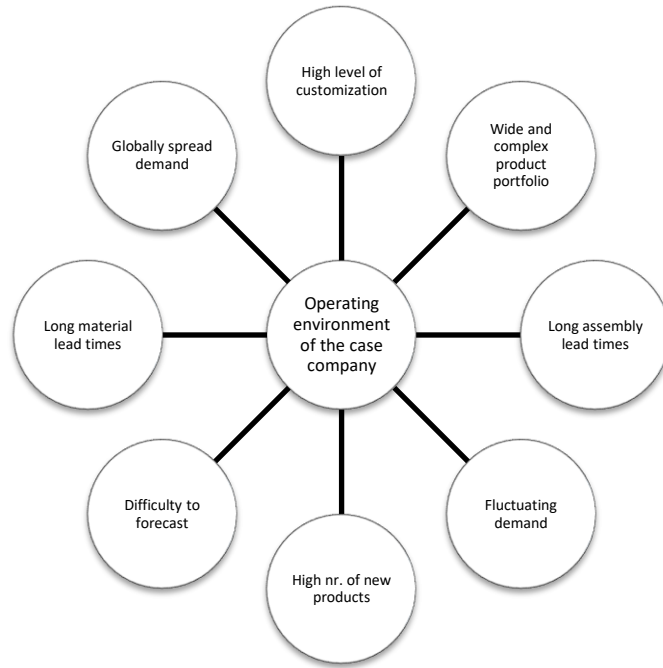 High level of
customization
Globally spread
demand
Wide and
complex
product
portfolio
Long material
lead times
Operating
environment
of the case
company
Long assembly
lead times
Difficulty to
forecast
Fluctuating
demand
High nr. of new
products